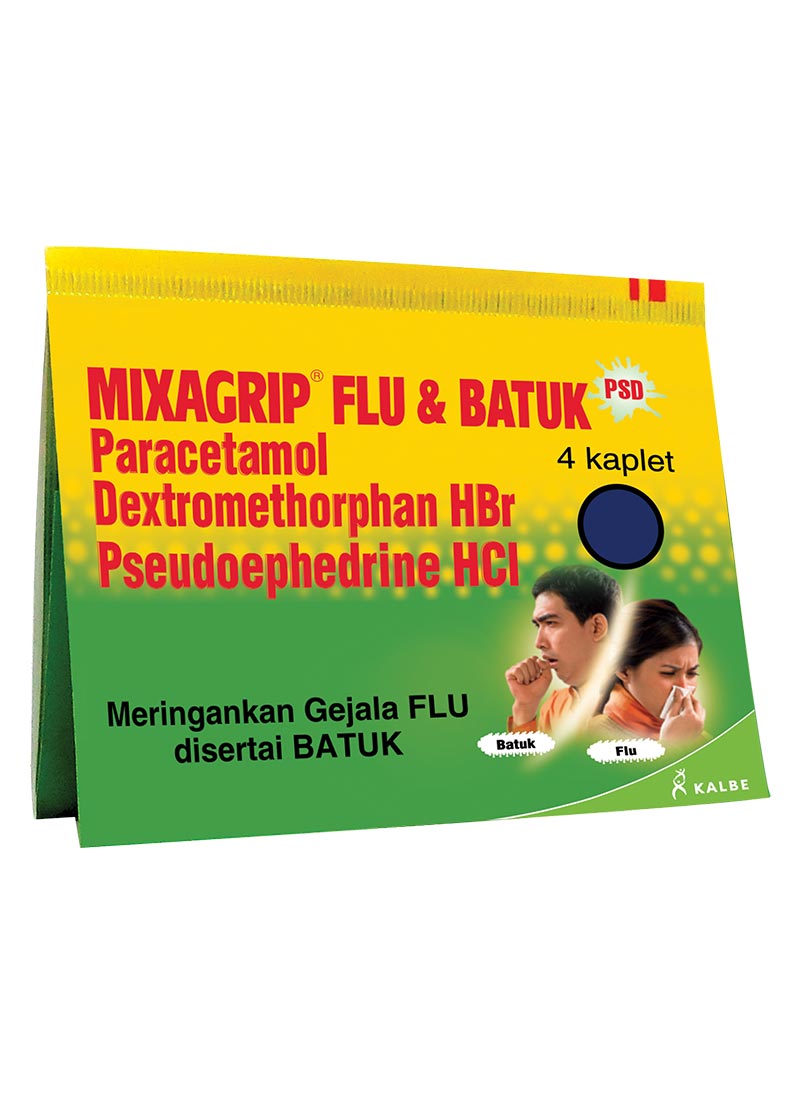 MIXAGRIP® FLU & BATUK PSD
Paracetamol
4 kaplet
Dextromethorphan HBr
Pseudoephedrine HCl
Meringankan Gejala FLU
disertai BATUK
Batuk
Flu
KALBE